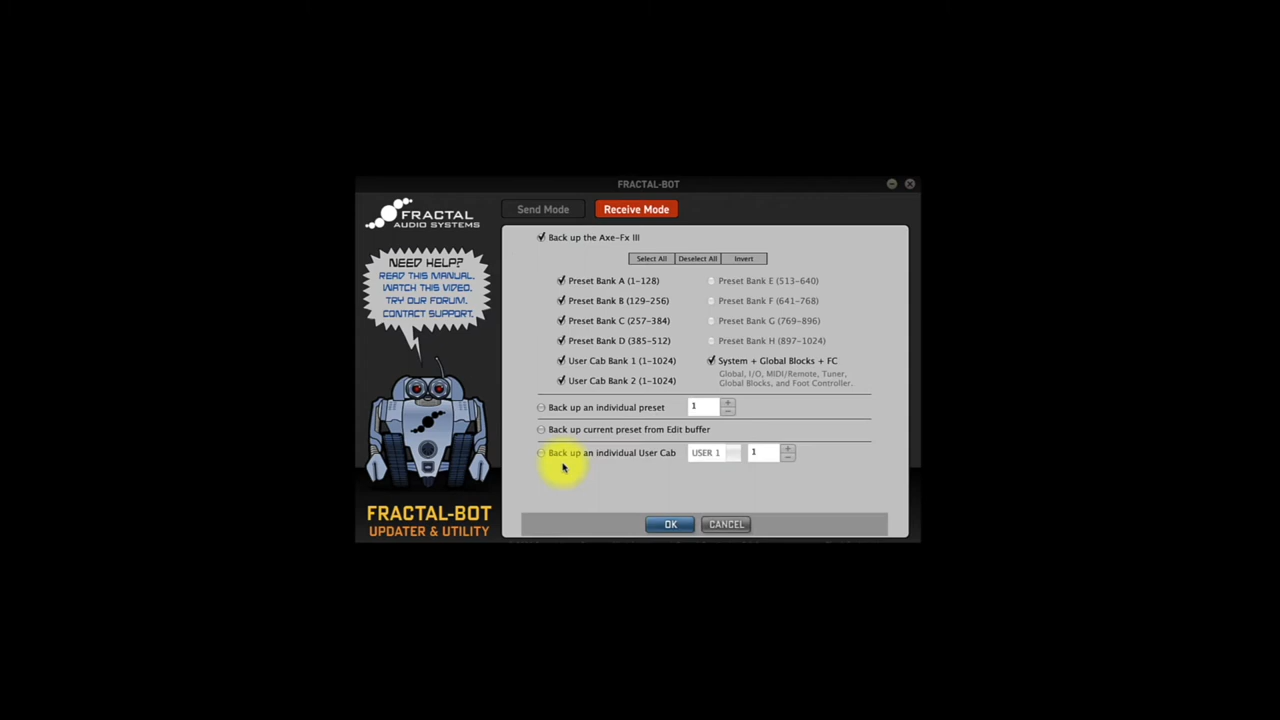 FRACTAL-BOT
FRACTAL
AUDIO SYSTEMS
Send Mode
Receive Mode
NEED HELP?
READ THIS MANUAL,
WATCH THIS VIDEO,
TRY OUR FORUM,
CONTACT SUPPORT.
Back up the Axe-Fx III
Select All
Deselect All
Invert
Preset Bank A (1-128)
Preset Bank E (513-640)
Preset Bank B (129-256)
Preset Bank F (641-768)
Preset Bank C (257-384)
Preset Bank G (769-896)
Preset Bank D (385-512)
Preset Bank H (897-1024)
User Cab Bank 1 (1-1024)
System + Global Blocks + FC
User Cab Bank 2 (1-1024)
Global, I/O, MIDI/Remote, Tuner,
Global Blocks, and Foot Controller.
Back up an individual preset
1
Back up current preset from Edit buffer
Back up an individual User Cab
USER 1
1
FRACTAL-BOT
UPDATER & UTILITY
OK
CANCEL